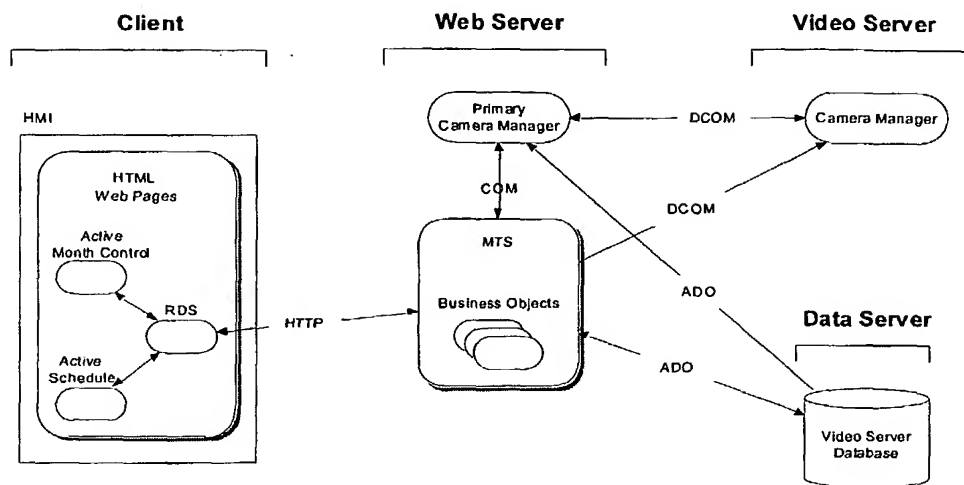 Client
Web Server
Video Server
HMI
HTML
Web Pages
Active
Month Control
RDS
Active
Schedule
HTTP
Primary
Camera Manager
COM
MTS
Business Objects
DCOM
Camera Manager
DCOM
ADO
ADO
Data Server
Video Server
Database